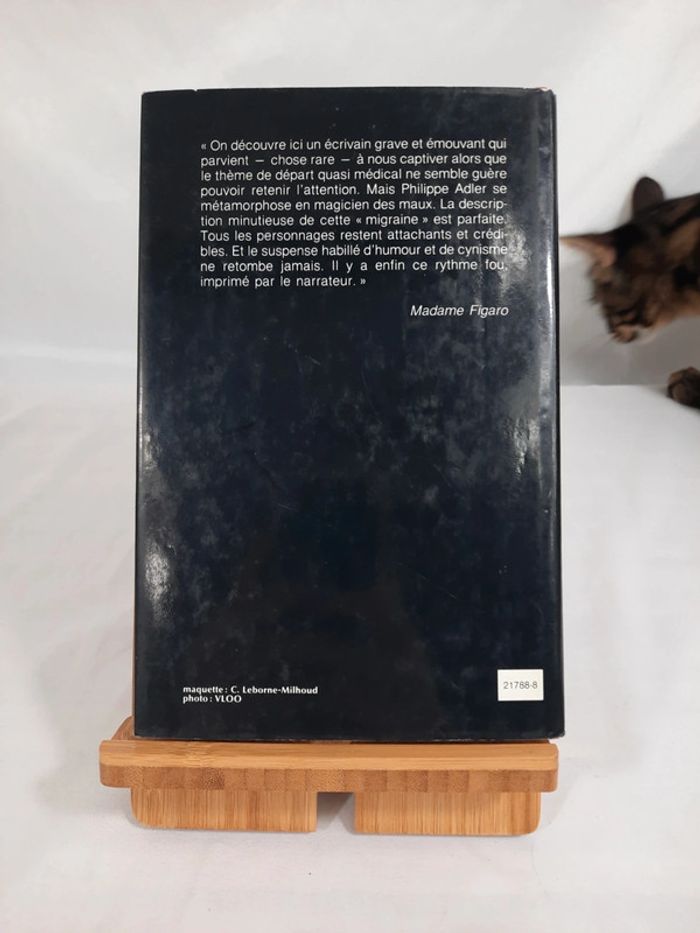 « On découvre ici un écrivain grave et émouvant qui
parvient — chose rare — à nous captiver alors que
le thème de départ quasi médical ne semble guère
pouvoir retenir l'attention. Mais Philippe Adler se
métamorphose en magicien des maux. La descrip-
tion minutieuse de cette « migraine » est parfaite.
Tous les personnages restent attachants et crédi-
bles. Et le suspense habillé d'humour et de cynisme
ne retombe jamais. Il y a enfin ce rythme fou,
imprimé par le narrateur. »
Madame Figaro
maquette : C. Leborne-Milhoud
photo : VLOO
21788-8